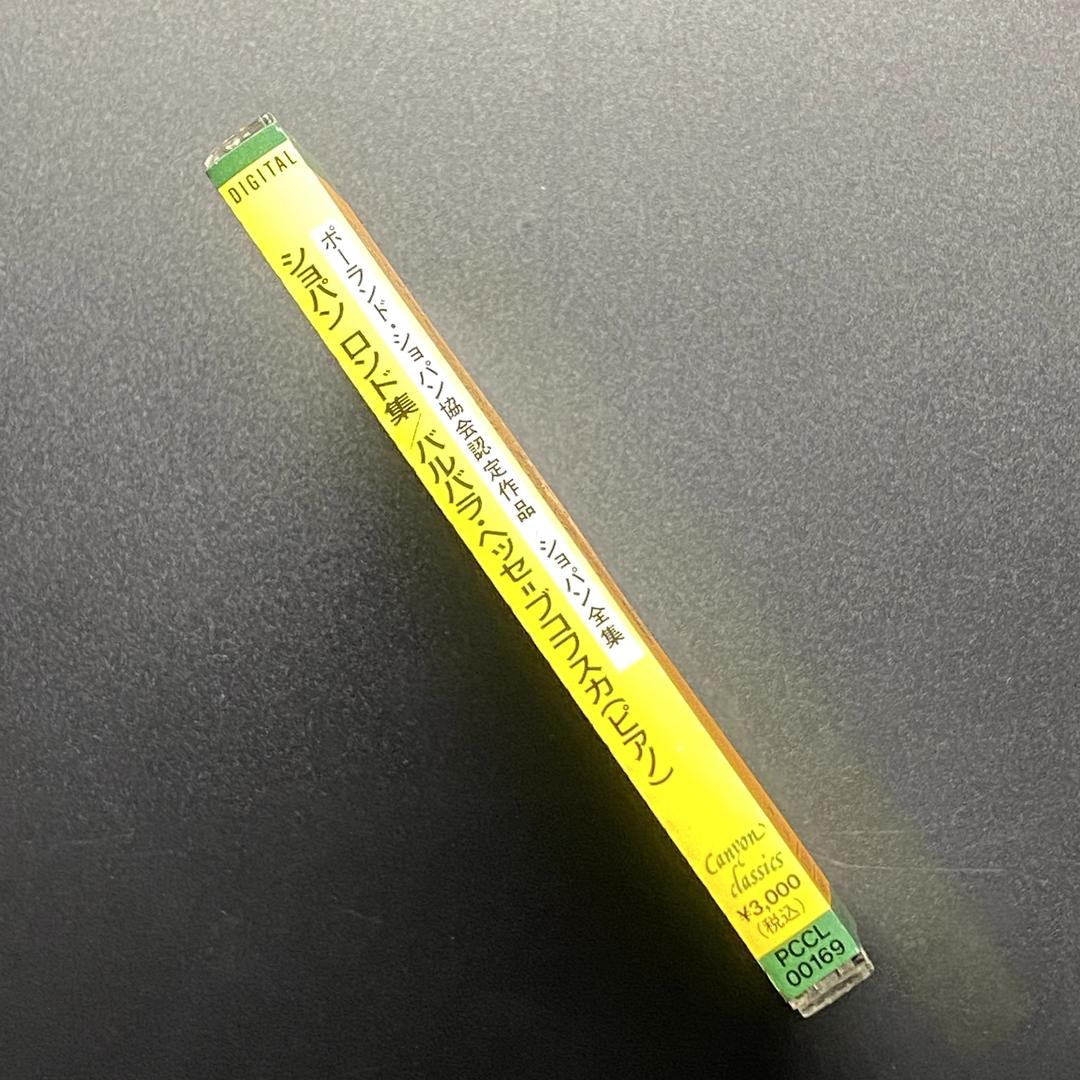 DIGITAL
ポーランド・ショパン協会認定作品/ショパン全集
ショパン ロンド集/バルバラ・ヘッセ=ブコフスカ(ピアノ)
Canyon
classics
¥3,000
(税込)
PCCL
00169